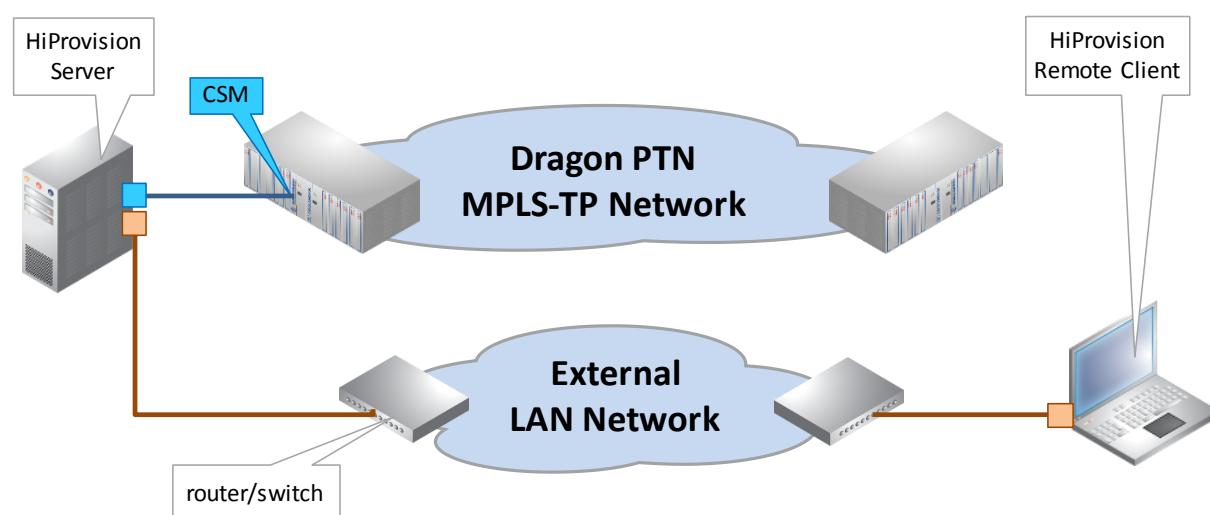 HiProvision
Server
HiProvision
Remote Client
CSM
Dragon PTN
MPLS-TP Network
External
LAN Network
router/switch